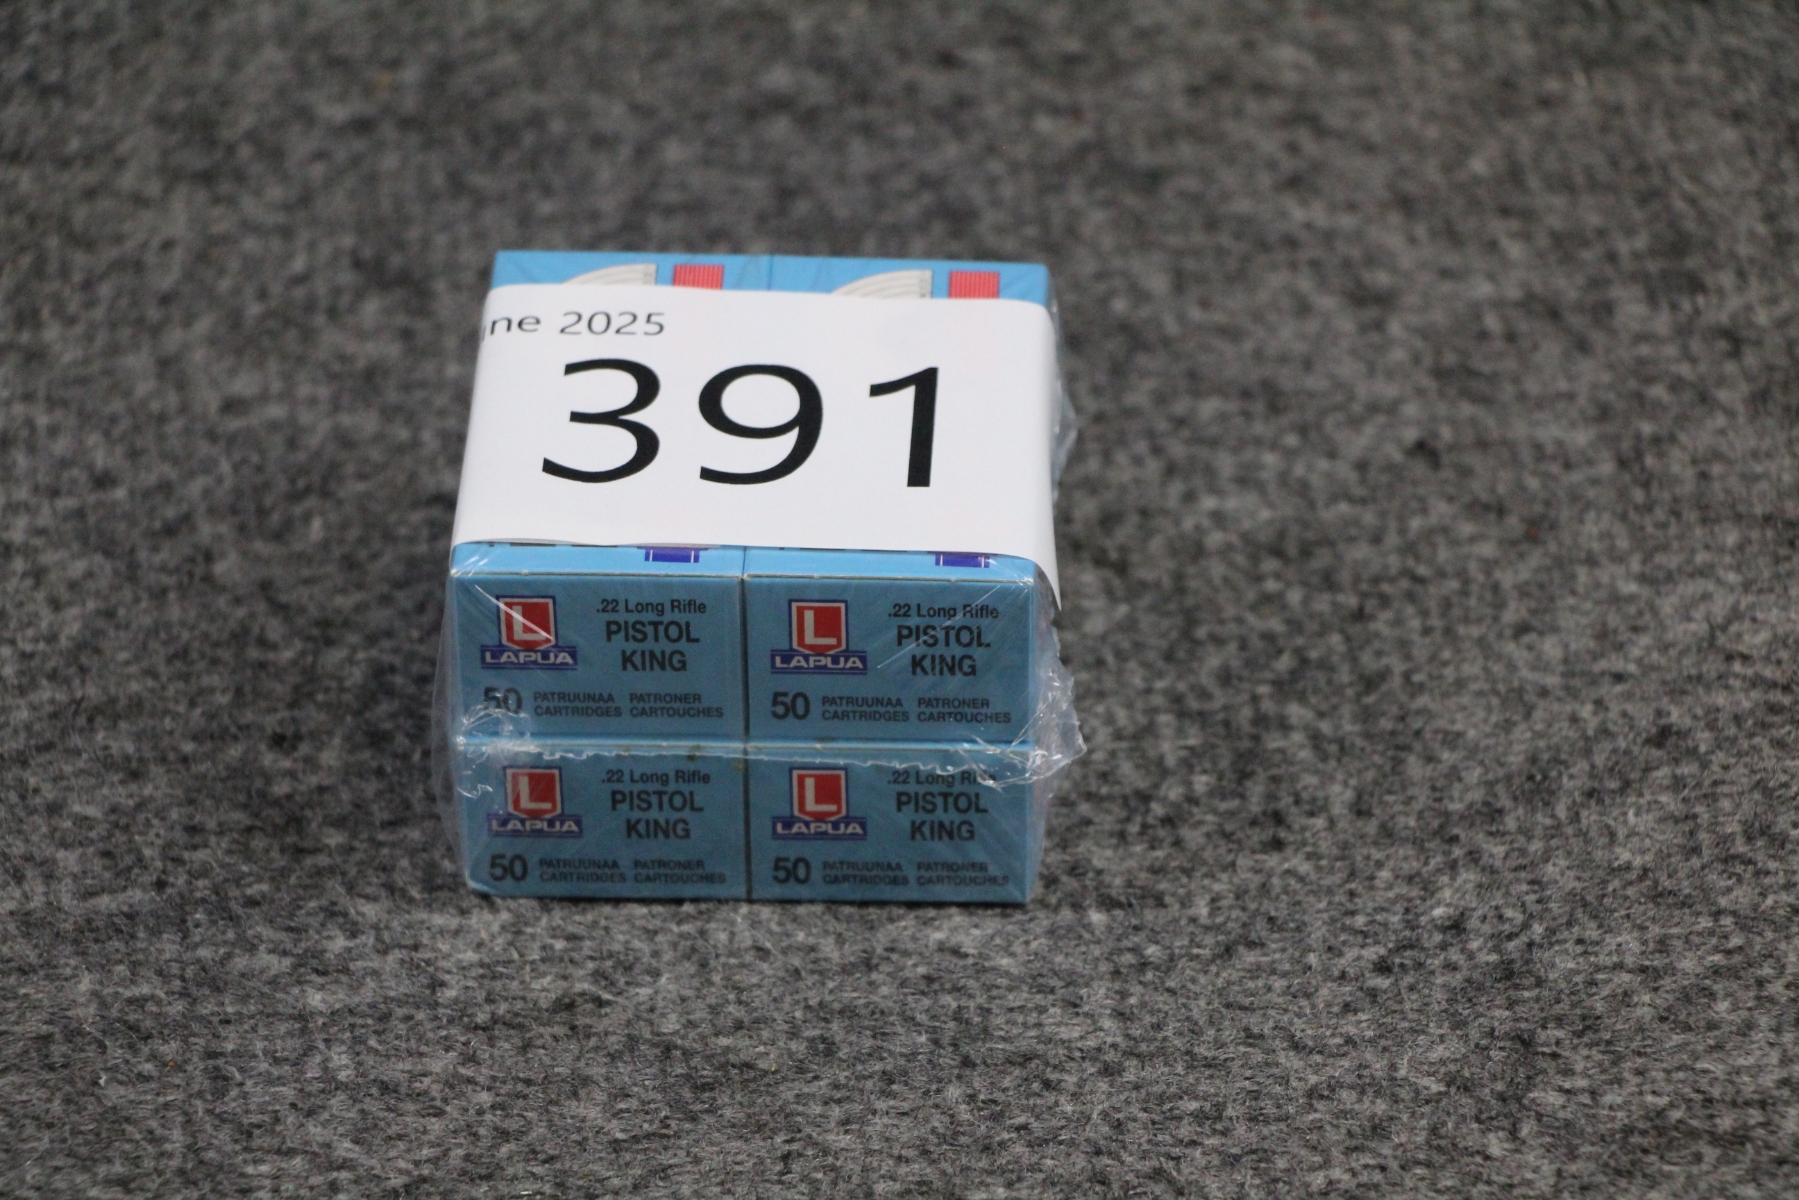 une 2025
391
L
LAPUA
.22 Long Rifle
PISTOL
KING
50 PATRUUNAA PATRONER
CARTRIDGES CARTOUCHES
L
LAPUA
.22 Long Rifle
PISTOL
KING
50 PATRUUNAA PATRONER
CARTRIDGES CARTOUCHES
L
LAPUA
.22 Long Rifle
PISTOL
KING
50 PATRUUNAA PATRONER
CARTRIDGES CARTOUCHES
L
LAPUA
.22 Long Rifle
PISTOL
KING
50 PATRUUNAA PATRONER
CARTRIDGES CARTOUCHES